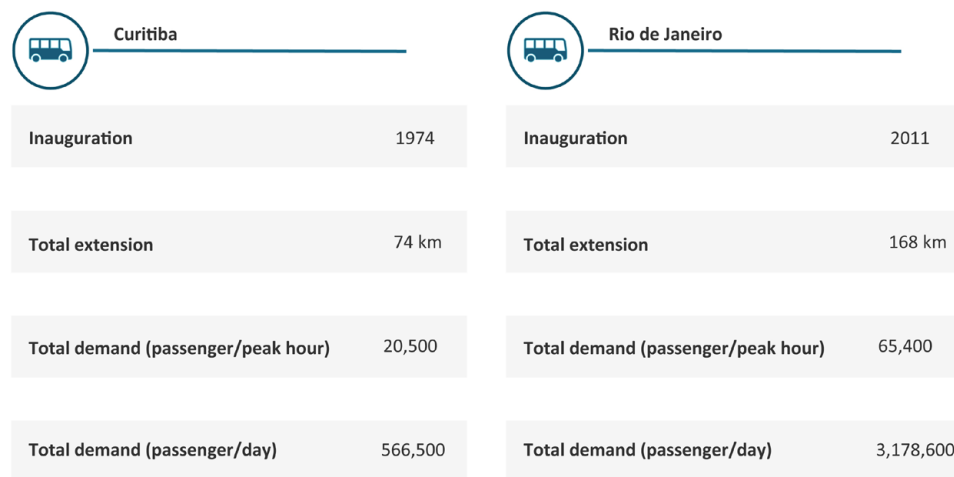 Curitiba
Inauguration 1974
Total extension 74 km
Total demand (passenger/peak hour) 20,500
Total demand (passenger/day) 566,500
Rio de Janeiro
Inauguration 2011
Total extension 168 km
Total demand (passenger/peak hour) 65,400
Total demand (passenger/day) 3,178,600